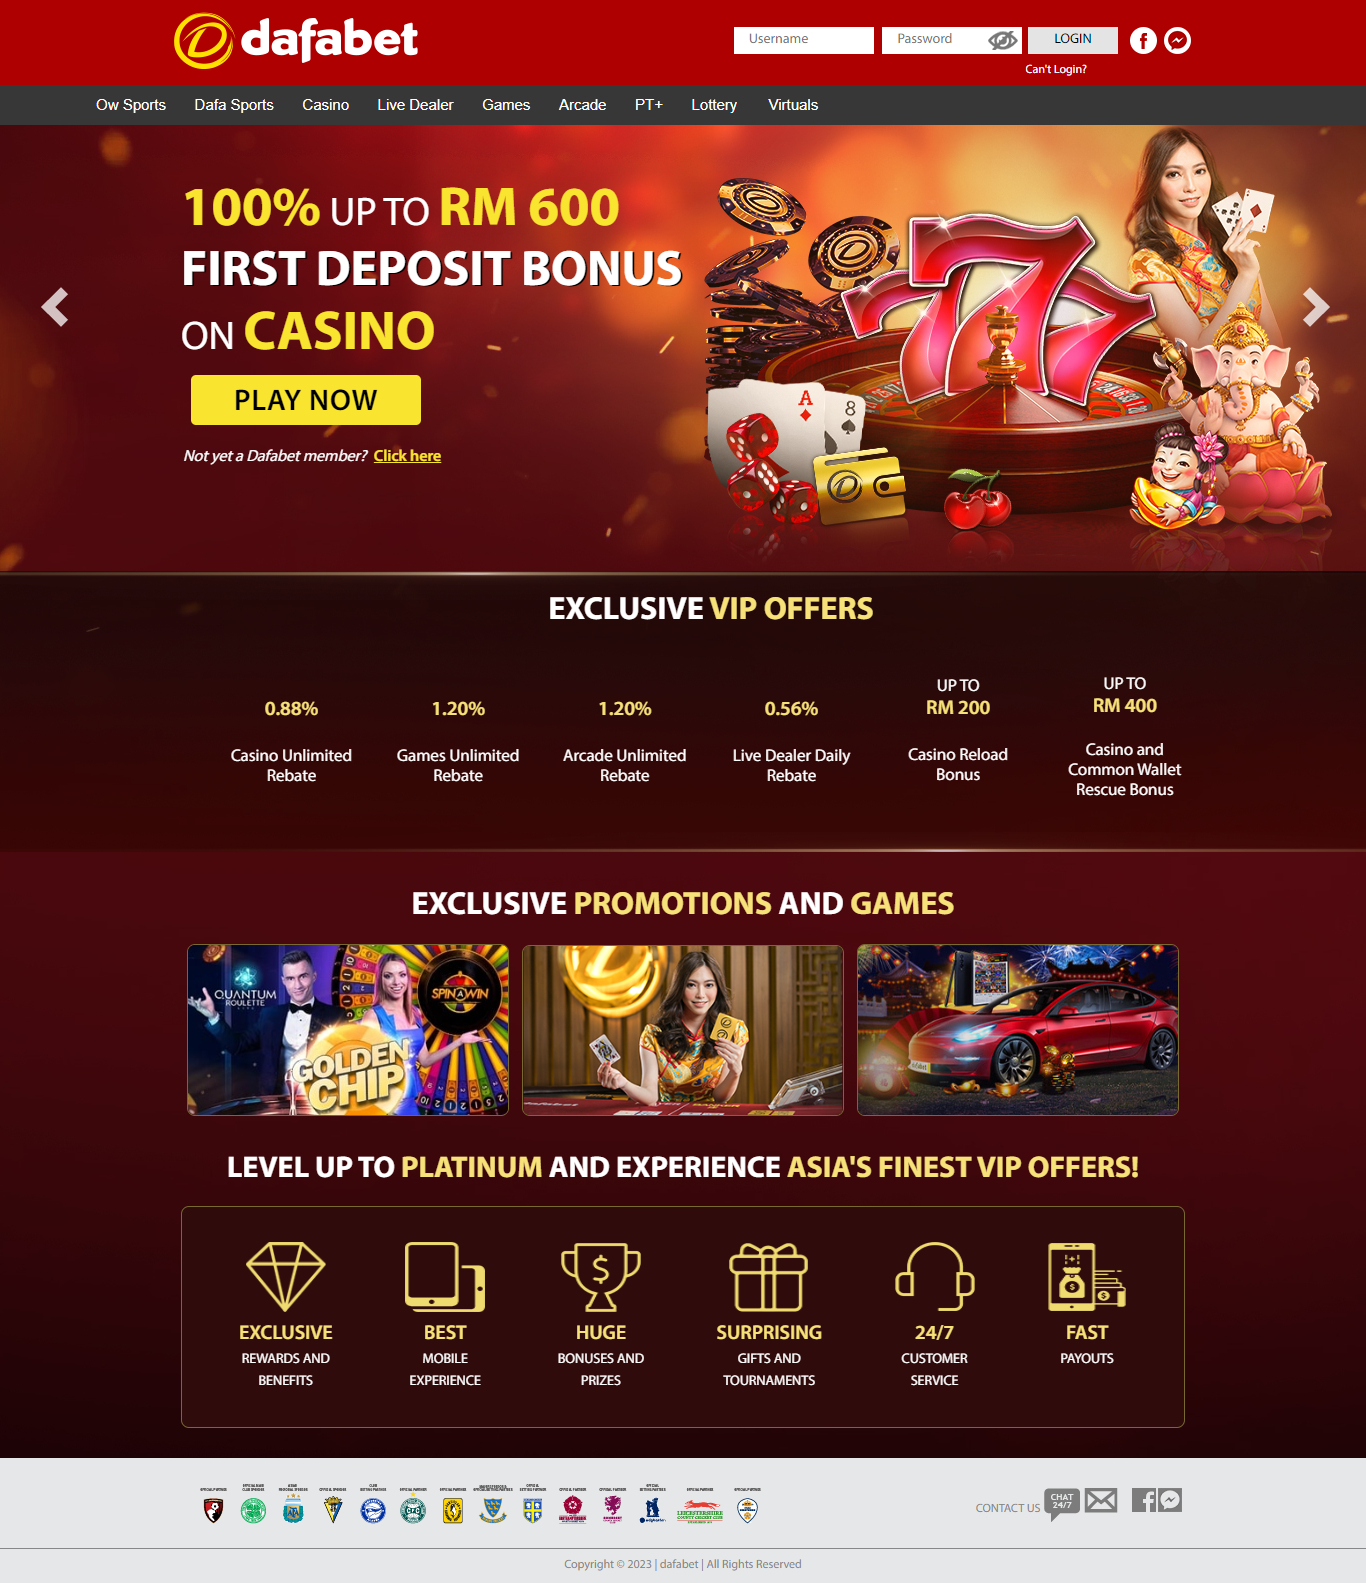 dafabet
Username
Password
LOGIN
Can't Login?
Ow Sports
Dafa Sports
Casino
Live Dealer
Games
Arcade
PT+
Lottery
Virtuals
100% UP TO RM 600
FIRST DEPOSIT BONUS
ON CASINO
PLAY NOW
Not yet a Dafabet member? Click here
777
A
8
EXCLUSIVE VIP OFFERS
0.88%
Casino Unlimited
Rebate
1.20%
Games Unlimited
Rebate
1.20%
Arcade Unlimited
Rebate
0.56%
Live Dealer Daily
Rebate
UP TO
RM 200
Casino Reload
Bonus
UP TO
RM 400
Casino and
Common Wallet
Rescue Bonus
EXCLUSIVE PROMOTIONS AND GAMES
QUANTUM
ROULETTE
SPIN A WIN
GOLDEN
CHIP
dafabet
LEVEL UP TO PLATINUM AND EXPERIENCE ASIA'S FINEST VIP OFFERS!
EXCLUSIVE
REWARDS AND
BENEFITS
BEST
MOBILE
EXPERIENCE
HUGE
BONUSES AND
PRIZES
SURPRISING
GIFTS AND
TOURNAMENTS
24/7
CUSTOMER
SERVICE
FAST
PAYOUTS
LEICESTERSHIRE
CONTACT US
CHAT
24/7
Copyright © 2023 | dafabet | All Rights Reserved